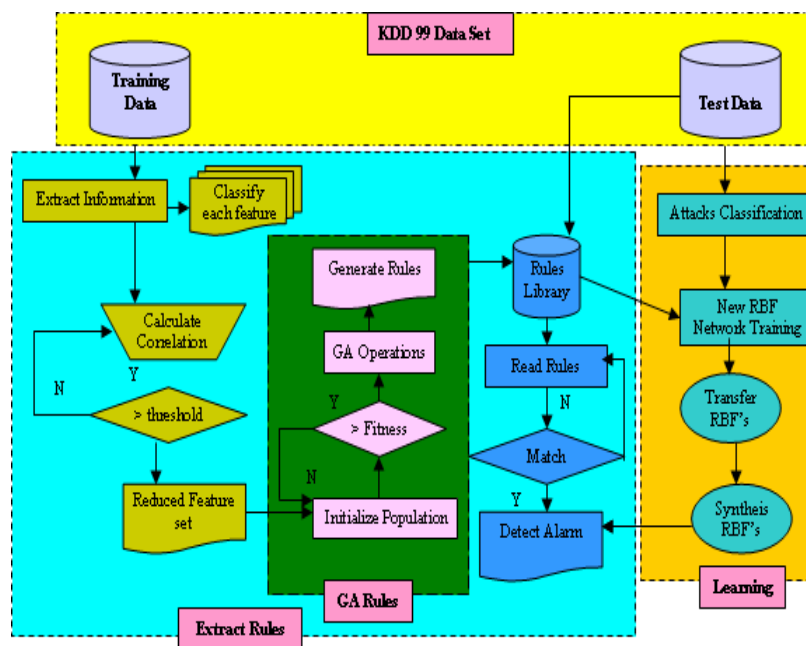 KDD 99 Data Set
Training
Data
Test Data
Extract Information
Classify
each feature
Attacks Classification
Generate Rules
Rules
Library
New RBF
Network Training
Calculate
Correlation
GA Operations
Read Rules
N
Y
N
Transfer
RBF's
> threshold
Y
> Fitness
Match
N
Y
Reduced Feature
set
Initialize Population
Detect Alarm
Syntheis
RBF's
GA Rules
Learning
Extract Rules